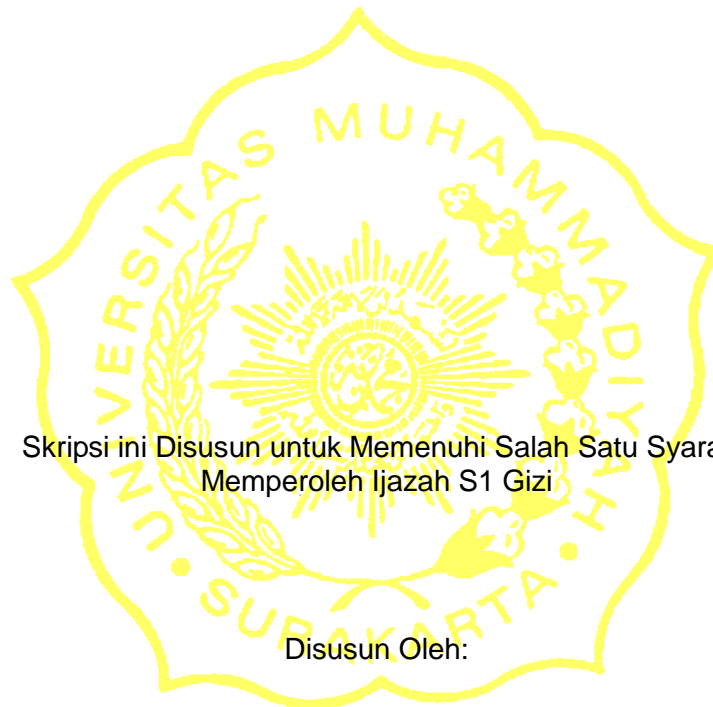 UNIVERSITAS MUHAMMADIYAH
Skripsi ini Disusun untuk Memenuhi Salah Satu Syara
Memperoleh Ijazah S1 Gizi
SURAKARTA
Disusun Oleh: